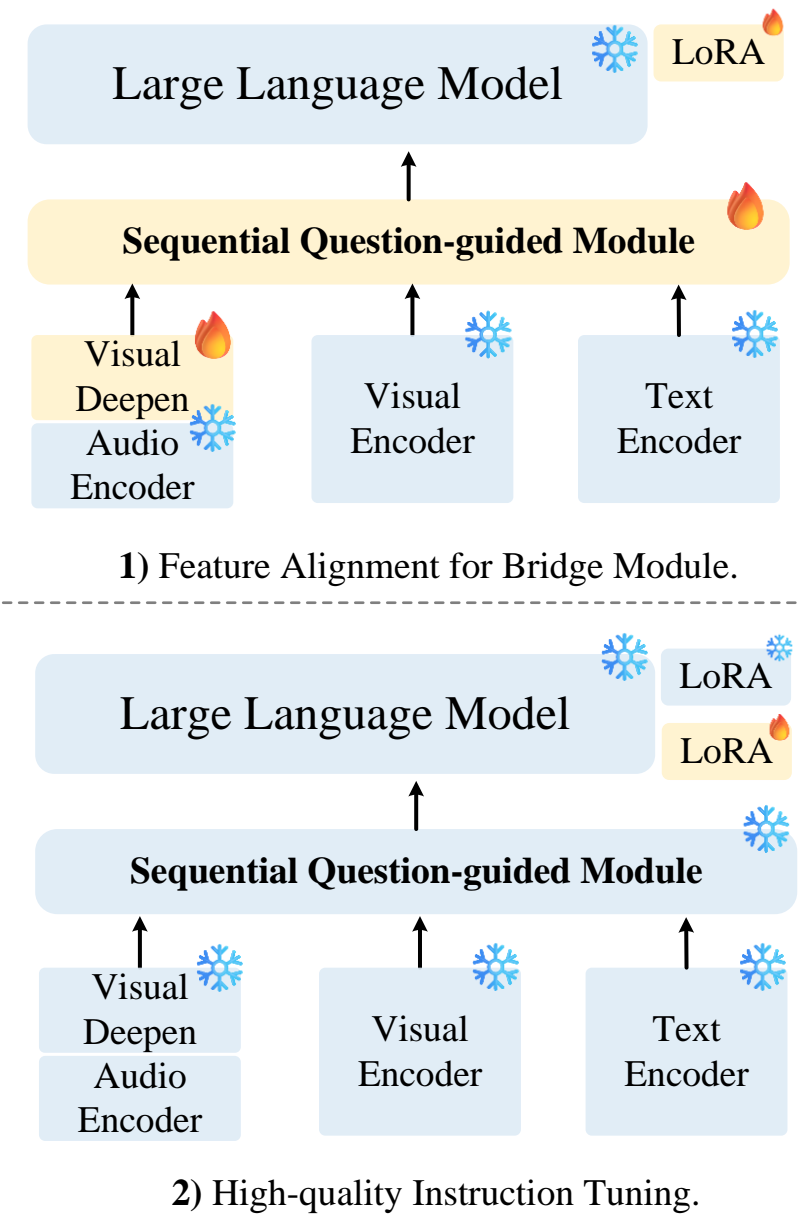 Large Language Model
LoRA
Sequential Question-guided Module
Visual
Deepen
Audio
Encoder
Visual
Encoder
Text
Encoder
1) Feature Alignment for Bridge Module.
Large Language Model
LoRA
LoRA
Sequential Question-guided Module
Visual
Deepen
Audio
Encoder
Visual
Encoder
Text
Encoder
2) High-quality Instruction Tuning.